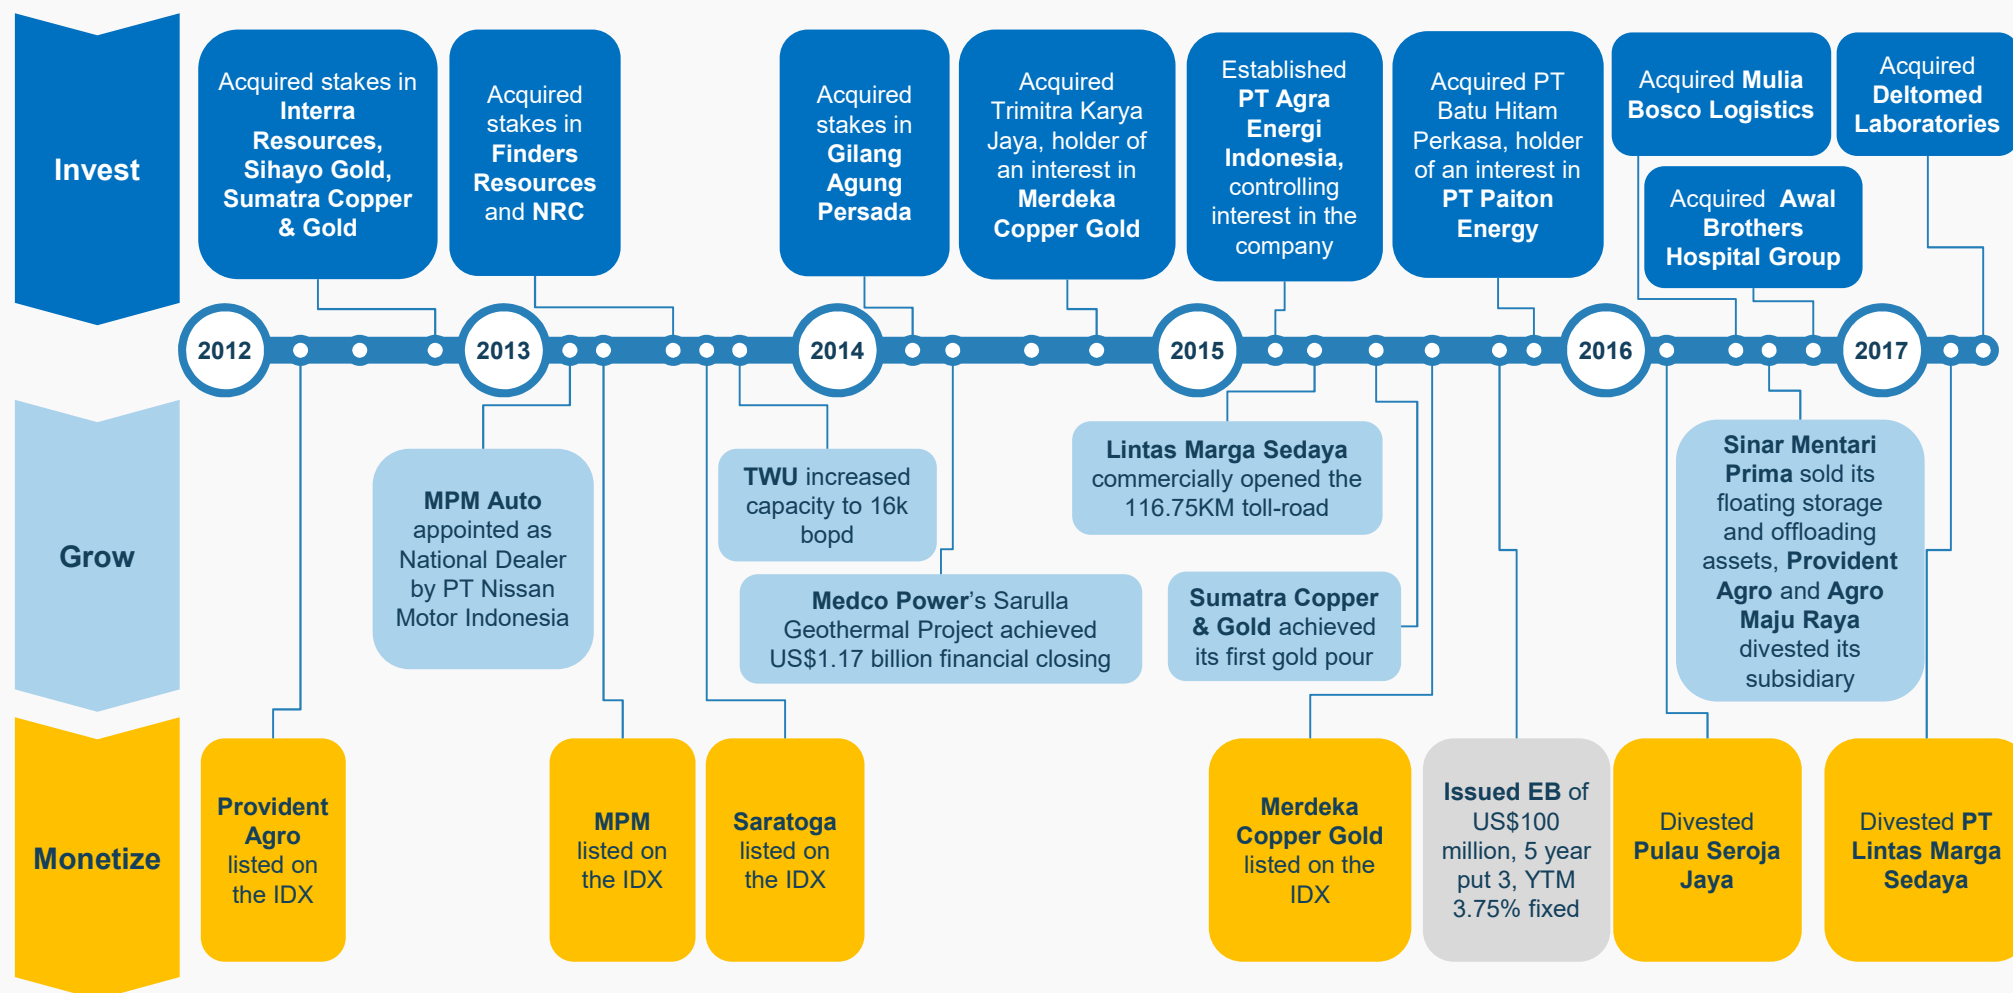 Invest
Acquired stakes in
Interra
Resources,
Sihayo Gold,
Sumatra Copper
& Gold
Acquired
stakes in
Finders
Resources
and NRC
Acquired
stakes in
Gilang
Agung
Persada
Acquired
Trimitra Karya
Jaya, holder of
an interest in
Merdeka
Copper Gold
Established
PT Agra
Energi
Indonesia,
controlling
interest in the
company
Acquired PT
Batu Hitam
Perkasa, holder
of an interest in
PT Paiton
Energy
Acquired Mulia
Bosco Logistics
Acquired Awal
Brothers
Hospital Group
Acquired
Deltomed
Laboratories
2012
2013
2014
2015
2016
2017
Grow
MPM Auto
appointed as
National Dealer
by PT Nissan
Motor Indonesia
TWU increased
capacity to 16k
bopd
Medco Power’s Sarulla
Geothermal Project achieved
US$1.17 billion financial closing
Lintas Marga Sedaya
commercially opened the
116.75KM toll-road
Sumatra Copper
& Gold achieved
its first gold pour
Sinar Mentari
Prima sold its
floating storage
and offloading
assets, Provident
Agro and Agro
Maju Raya
divested its
subsidiary
Monetize
Provident
Agro
listed on
the IDX
MPM
listed on
the IDX
Saratoga
listed on
the IDX
Merdeka
Copper Gold
listed on the
IDX
Issued EB of
US$100
million, 5 year
put 3, YTM
3.75% fixed
Divested
Pulau Seroja
Jaya
Divested PT
Lintas Marga
Sedaya